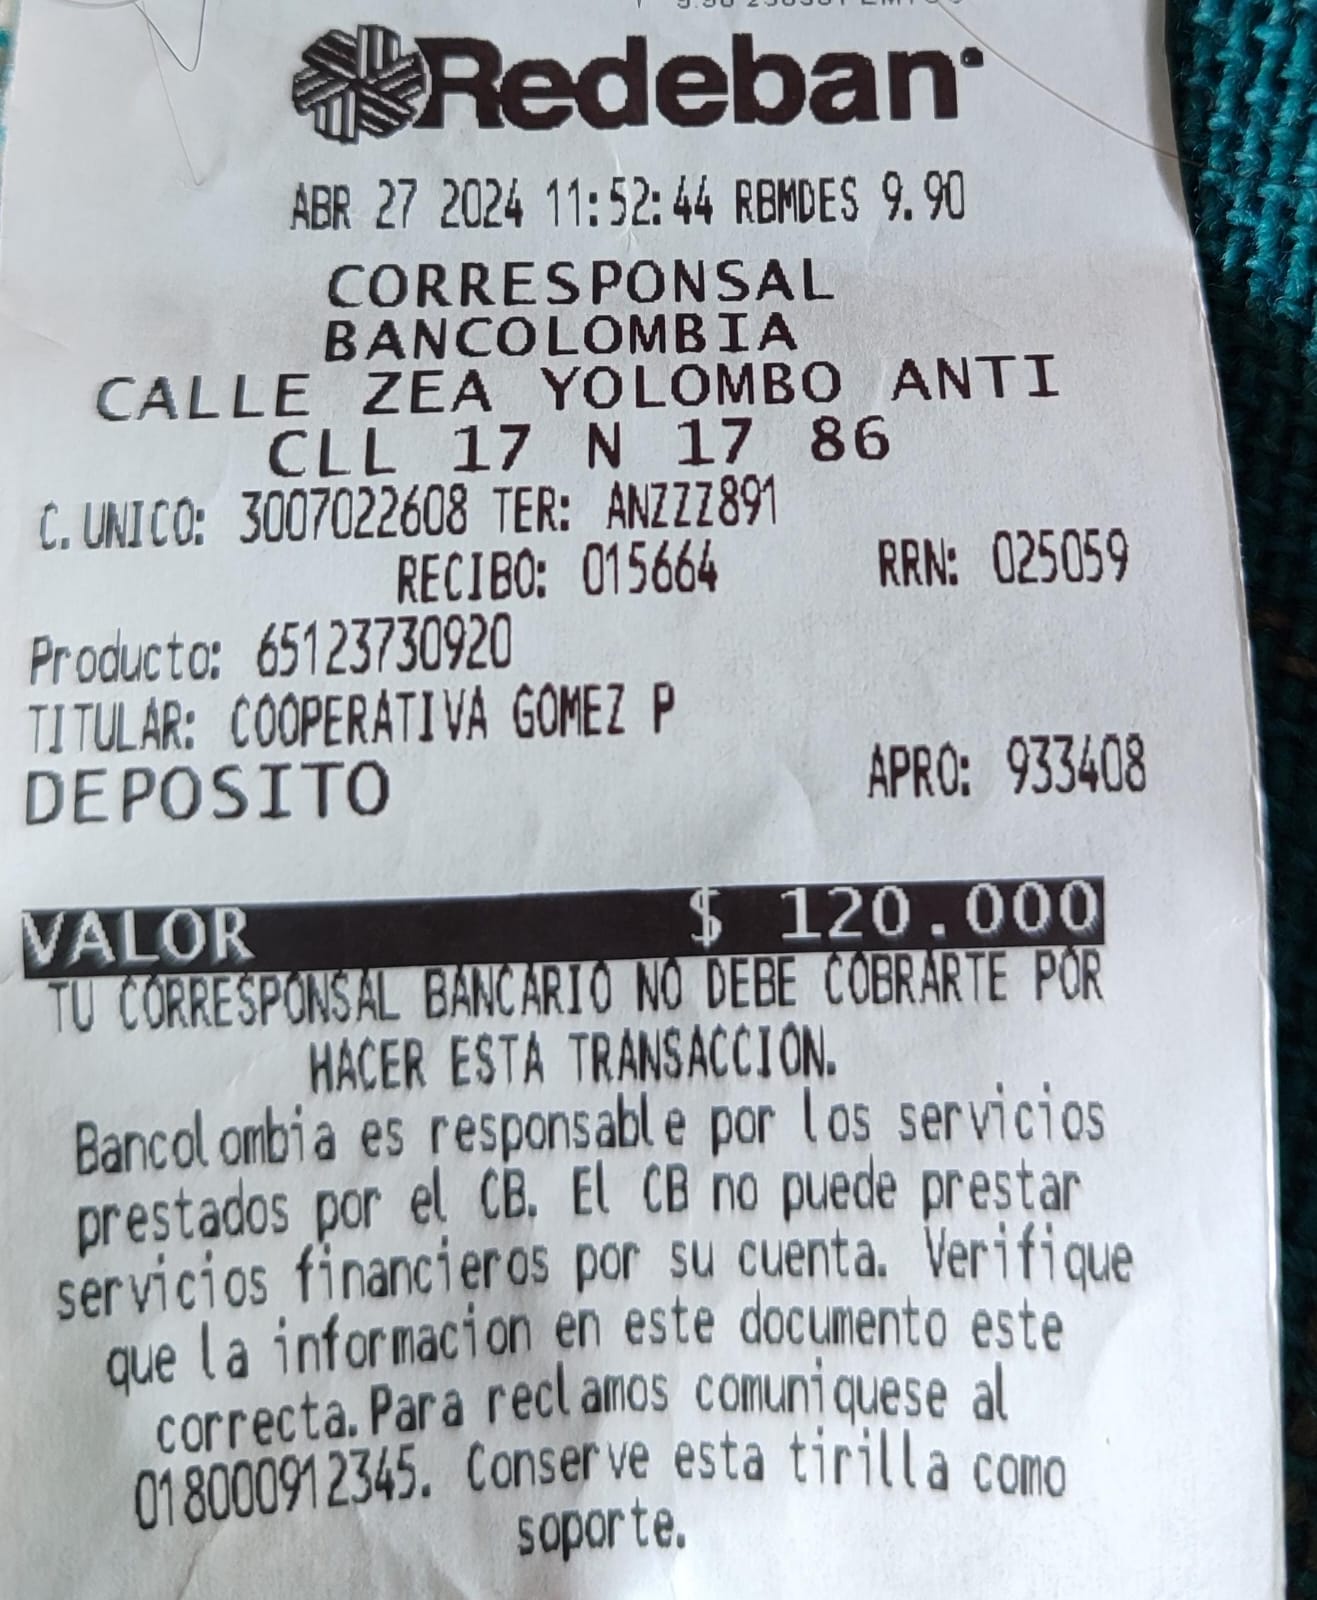 Redeban
ABR 27 2024 11:52:44 RBMDES 9.90
CORRESPONSAL
BANCOLOMBIA
CALLE ZEA YOLOMBO ANTI
CLL 17 N 17 86
C. UNICO: 3007022608 TER: ANZZZ891
RECIBO: 015664 RRN: 025059
Producto: 65123730920
TITULAR: COOPERATIVA GOMEZ P
DEPOSITO APRO: 933408
VALOR $ 120.000
TU CORRESPONSAL BANCARIO NO DEBE COBRARTE POR
HACER ESTA TRANSACCION.
Bancolombia es responsable por los servicios
prestados por el CB. El CB no puede prestar
servicios financieros por su cuenta. Verifique
que la informacion en este documento este
correcta. Para reclamos comuniquese al
018000912345. Conserve esta tirilla como
soporte.